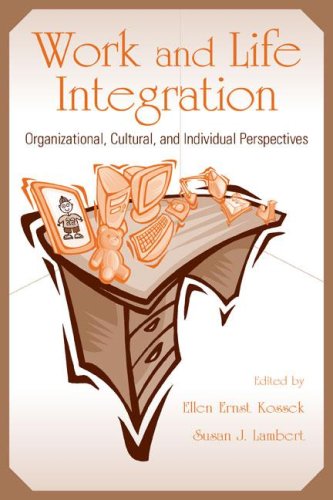 Work and Life
Integration
Organizational, Cultural, and Individual Perspectives
Edited by
Ellen Ernst Kossek
Susan J. Lambert